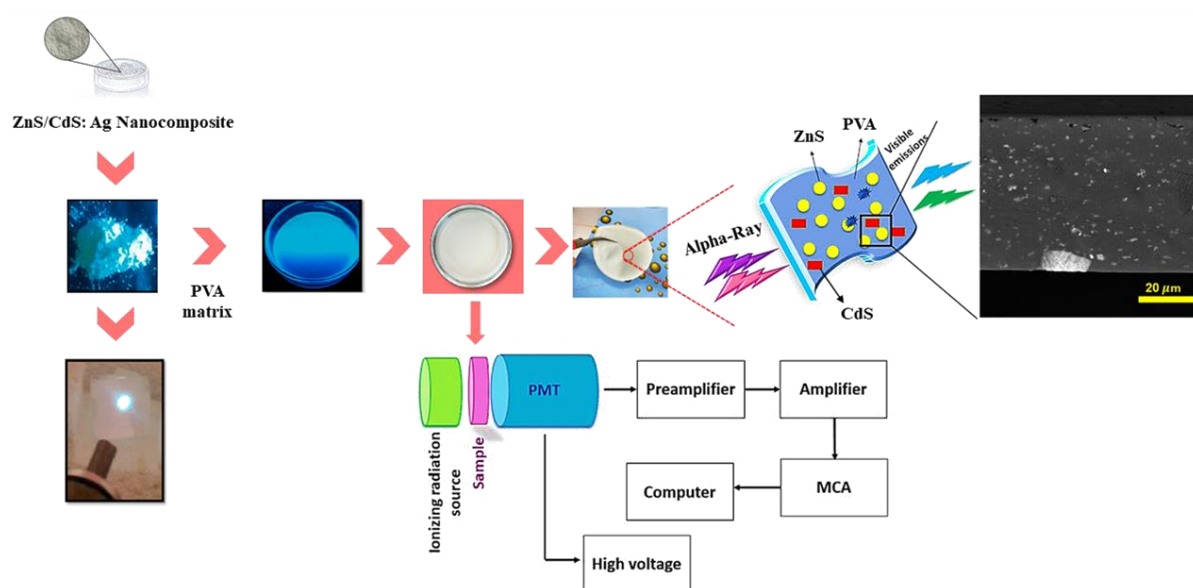 ZnS/CdS: Ag Nanocomposite
PVA
matrix
ZnS
PVA
Visible
emissions
Alpha-Ray
CdS
20 μm
Ionizing radiation
source
Sample
PMT
Preamplifier
Amplifier
MCA
Computer
High voltage